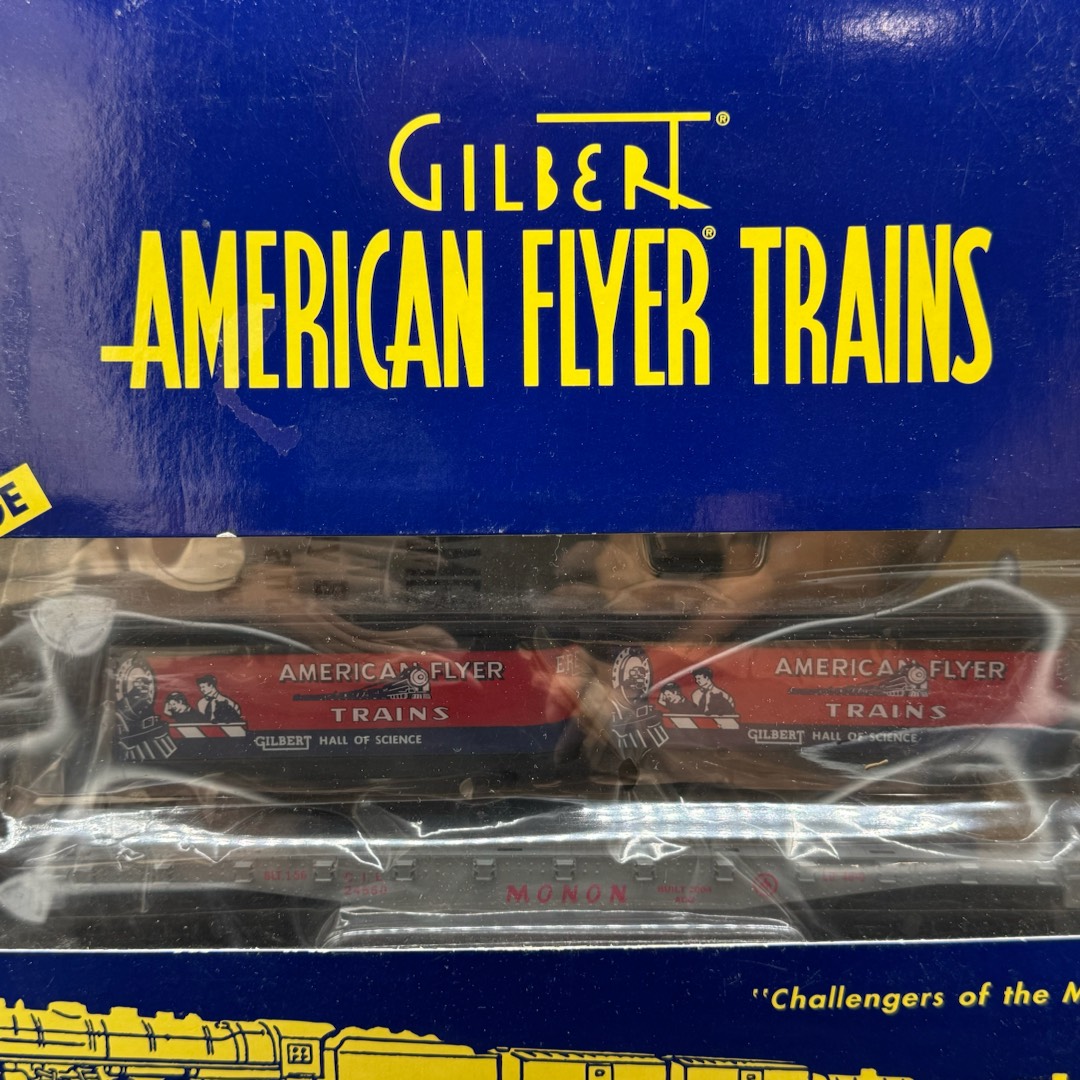 GILBERT®
AMERICAN FLYER® TRAINS
DE
AMERICAN FLYER
TRAINS
GILBERT HALL OF SCIENCE
AMERICAN FLYER
TRAINS
GILBERT HALL OF SCIENCE
MONON
"Challengers of the M